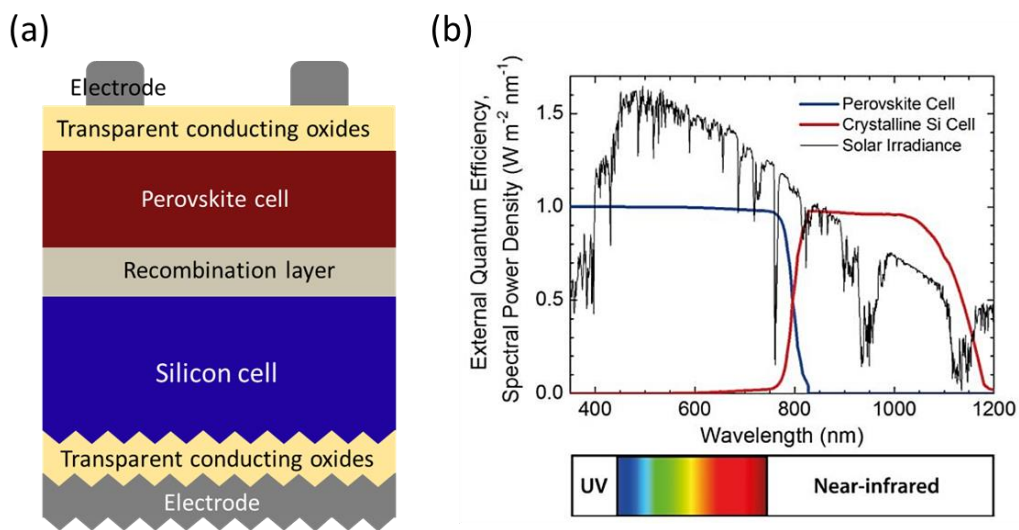 (a)
Electrode
Transparent conducting oxides
Perovskite cell
Recombination layer
Silicon cell
Transparent conducting oxides
Electrode
(b)
External Quantum Efficiency,
Spectral Power Density (W m⁻² nm⁻¹)
1.5
1.0
0.5
0.0
Perovskite Cell
Crystalline Si Cell
Solar Irradiance
400 600 800 1000 1200
Wavelength (nm)
UV Near-infrared